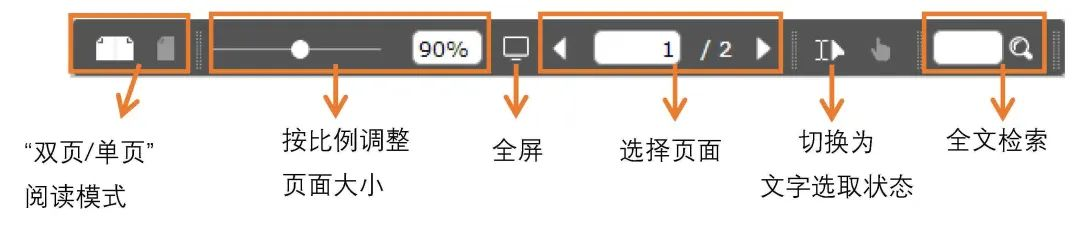 90%
1 / 2
“双页/单页”
阅读模式
按比例调整
页面大小
全屏
选择页面
切换为
文字选取状态
全文检索